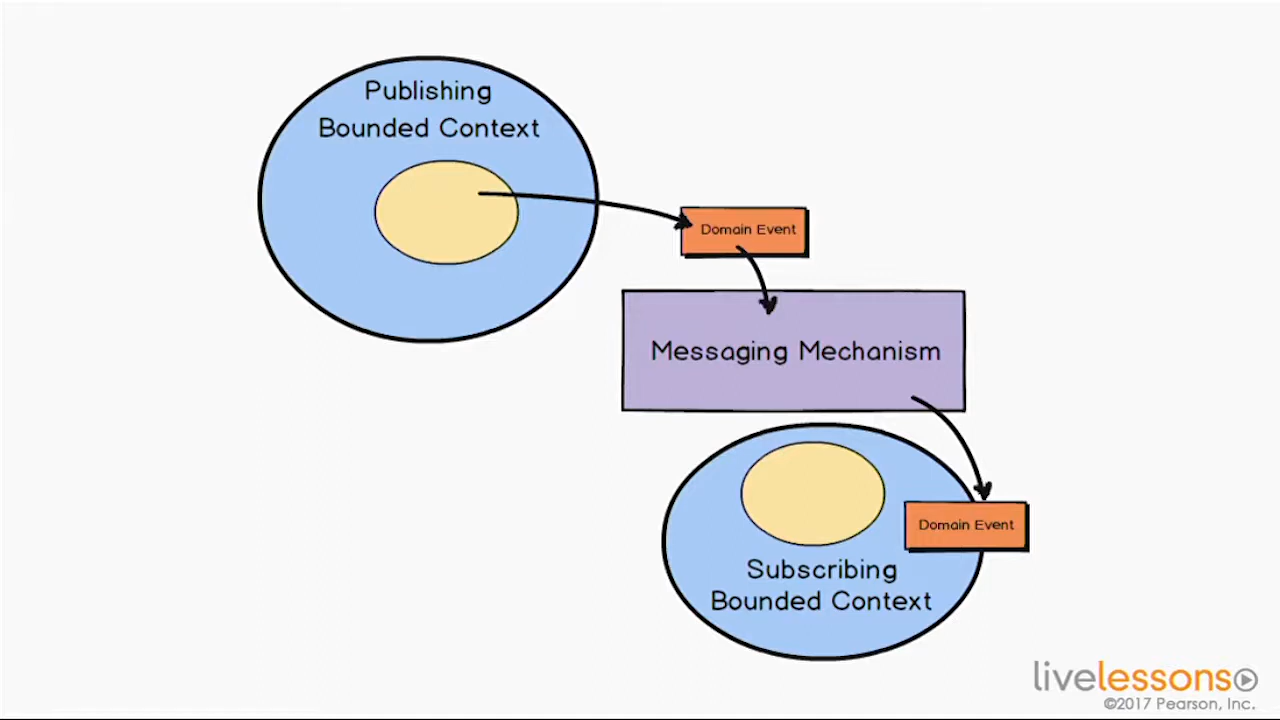 Publishing
Bounded Context
Domain Event
Messaging Mechanism
Domain Event
Subscribing
Bounded Context
livelessons
©2017 Pearson, Inc.